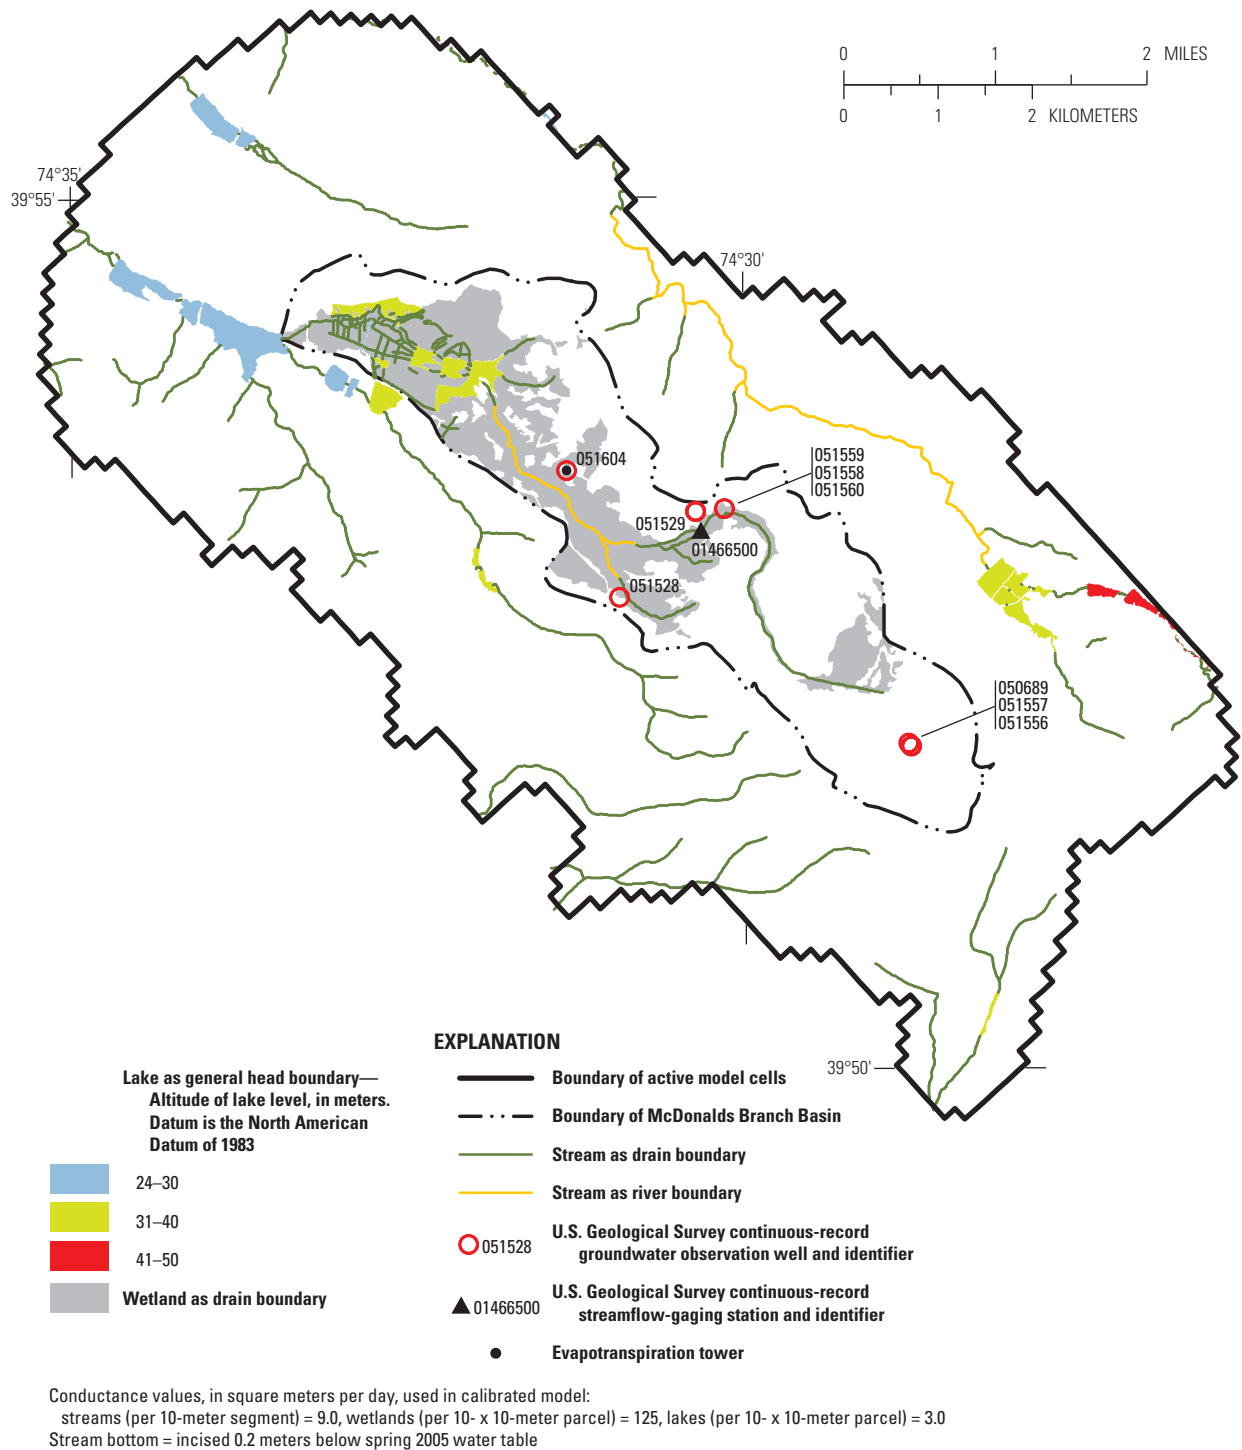 0 1 2 MILES
0 1 2 KILOMETERS
74°35'
39°55'
74°30'
051559
051558
051560
051604
051529
01466500
051528
050689
051557
051556
39°50'
EXPLANATION
Lake as general head boundary—
Altitude of lake level, in meters.
Datum is the North American
Datum of 1983
24–30
31–40
41–50
Wetland as drain boundary
Boundary of active model cells
Boundary of McDonalds Branch Basin
Stream as drain boundary
Stream as river boundary
051528
U.S. Geological Survey continuous-record
groundwater observation well and identifier
01466500
U.S. Geological Survey continuous-record
streamflow-gaging station and identifier
Evapotranspiration tower
Conductance values, in square meters per day, used in calibrated model:
streams (per 10-meter segment) = 9.0, wetlands (per 10- x 10-meter parcel) = 125, lakes (per 10- x 10-meter parcel) = 3.0
Stream bottom = incised 0.2 meters below spring 2005 water table